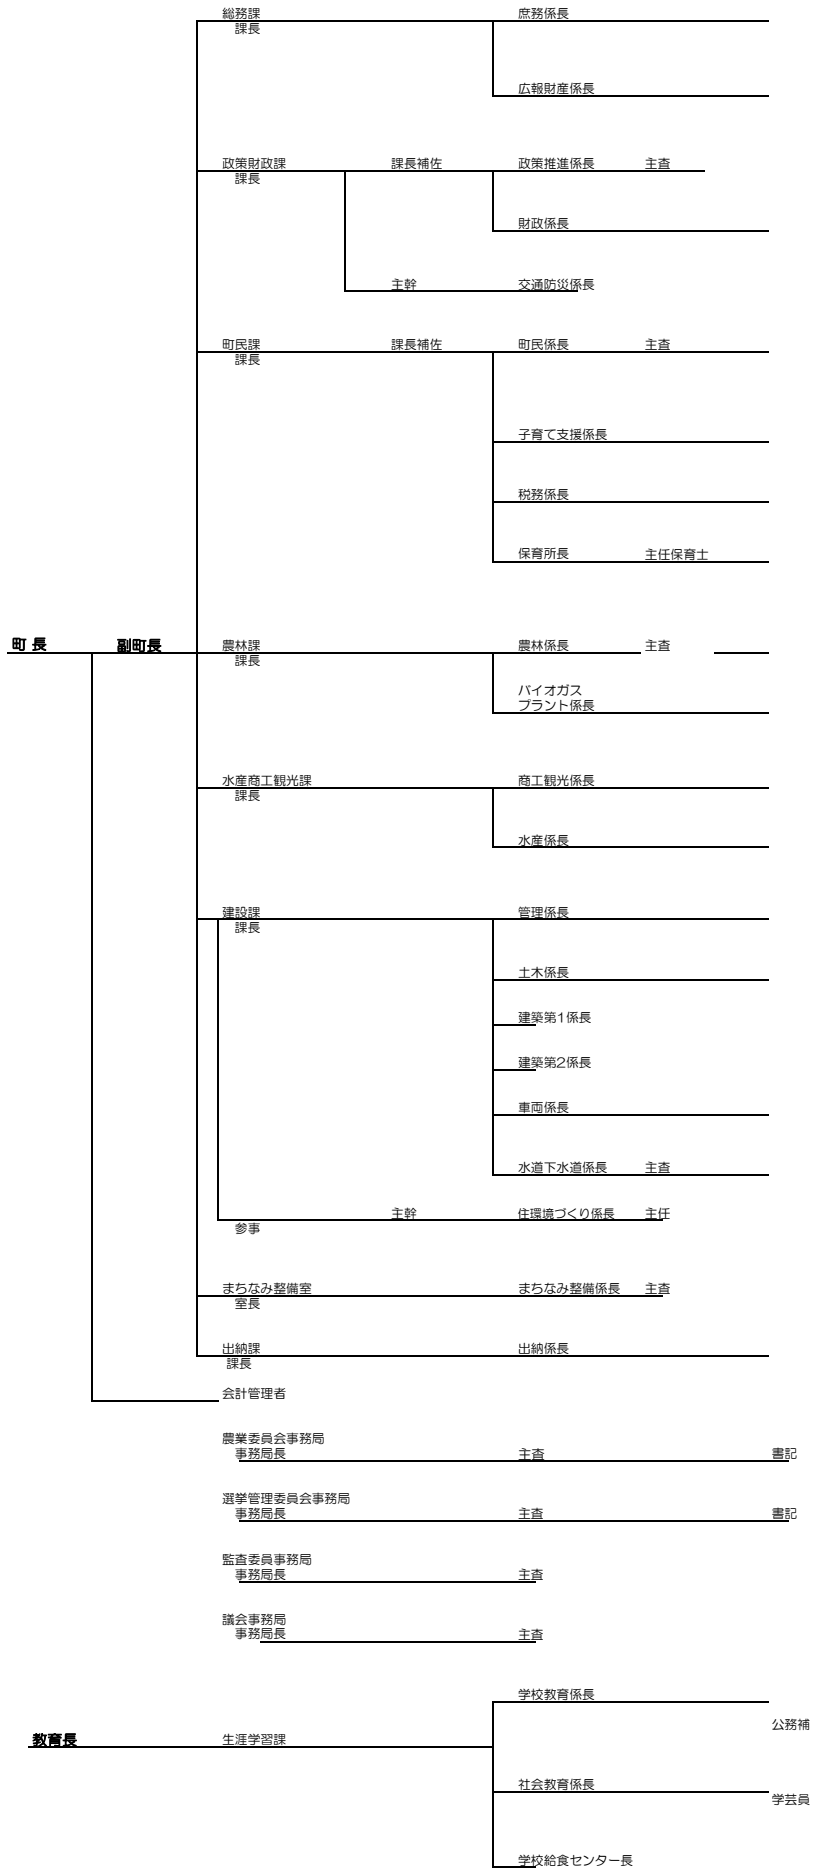 総務課 庶務係長
課長
広報財産係長
政策財政課 課長補佐 政策推進係長 主査
課長
財政係長
主幹 交通防災係長
町民課 課長補佐 町民係長 主査
課長
子育て支援係長
税務係長
保育所長 主任保育士
町 長 副町長 農林課 農林係長 主査
課長
バイオガス
プラント係長
水産商工観光課 商工観光係長
課長
水産係長
建設課 管理係長
課長
土木係長
建築第1係長
建築第2係長
車両係長
水道下水道係長 主査
主幹 住環境づくり係長 主任
参事
まちなみ整備室 まちなみ整備係長 主査
室長
出納課 出納係長
課長
会計管理者
農業委員会事務局
事務局長 主査 書記
選挙管理委員会事務局
事務局長 主査 書記
監査委員事務局
事務局長 主査
議会事務局
事務局長 主査
学校教育係長
公務補
教育長 生涯学習課
社会教育係長
学芸員
学校給食センター長